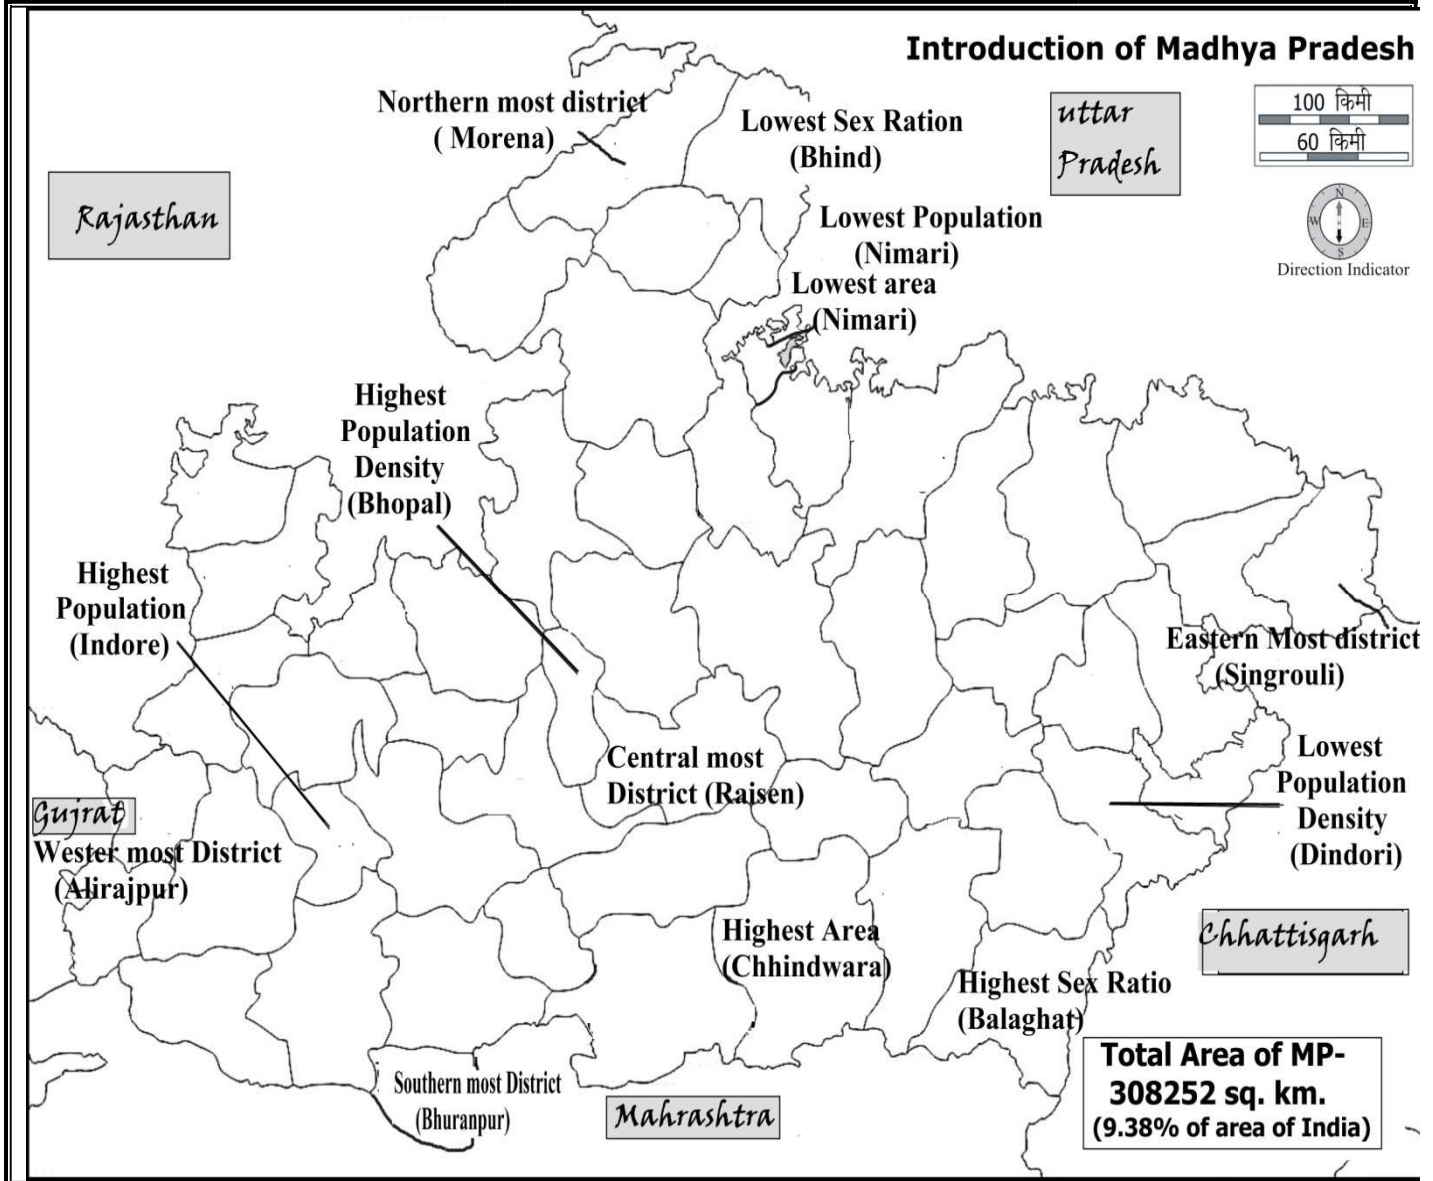 Introduction of Madhya Pradesh
Northern most district
( Morena)
Lowest Sex Ration
(Bhind)
uttar
Pradesh
100 किमी
60 किमी
N
W
E
S
Direction Indicator
Rajasthan
Lowest Population
(Nimari)
Lowest area
(Nimari)
Highest
Population
Density
(Bhopal)
Highest
Population
(Indore)
Eastern Most district
(Singrouli)
Central most
District (Raisen)
Lowest
Population
Density
(Dindori)
Gujrat
Wester most District
(Alirajpur)
Highest Area
(Chhindwara)
Chhattisgarh
Highest Sex Ratio
(Balaghat)
Southern most District
(Bhuranpur)
Mahrashtra
Total Area of MP-
308252 sq. km.
(9.38% of area of India)